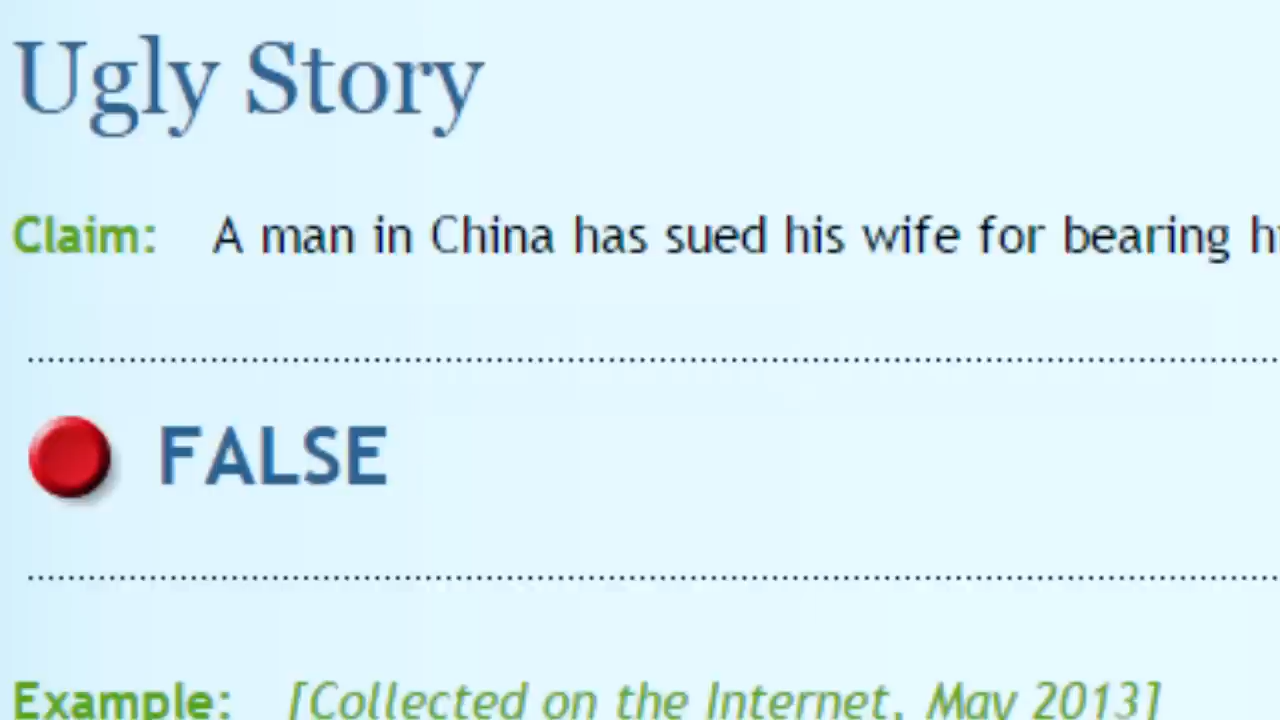 Ugly Story
Claim: A man in China has sued his wife for bearing
FALSE
Example: [Collected on the Internet, May 2013]